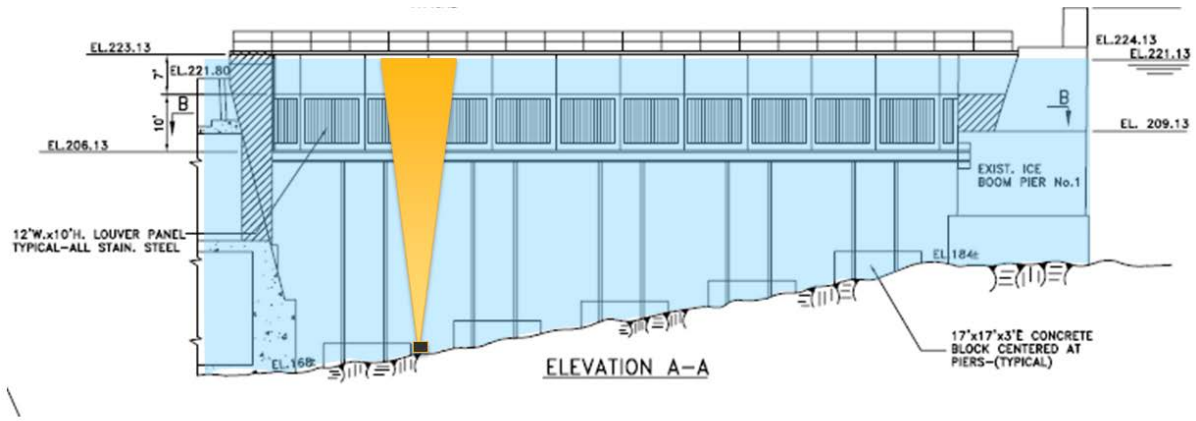 EL.223.13
EL.224.13
EL.221.13
7'
EL.221.80
B
B
10'
EL. 209.13
EL.206.13
EXIST. ICE
BOOM PIER No.1
12'W.x10'H. LOUVER PANEL
TYPICAL-ALL STAIN. STEEL
EL.184±
17'x17'x3'E CONCRETE
BLOCK CENTERED AT
PIERS-(TYPICAL)
EL.168±
ELEVATION A-A